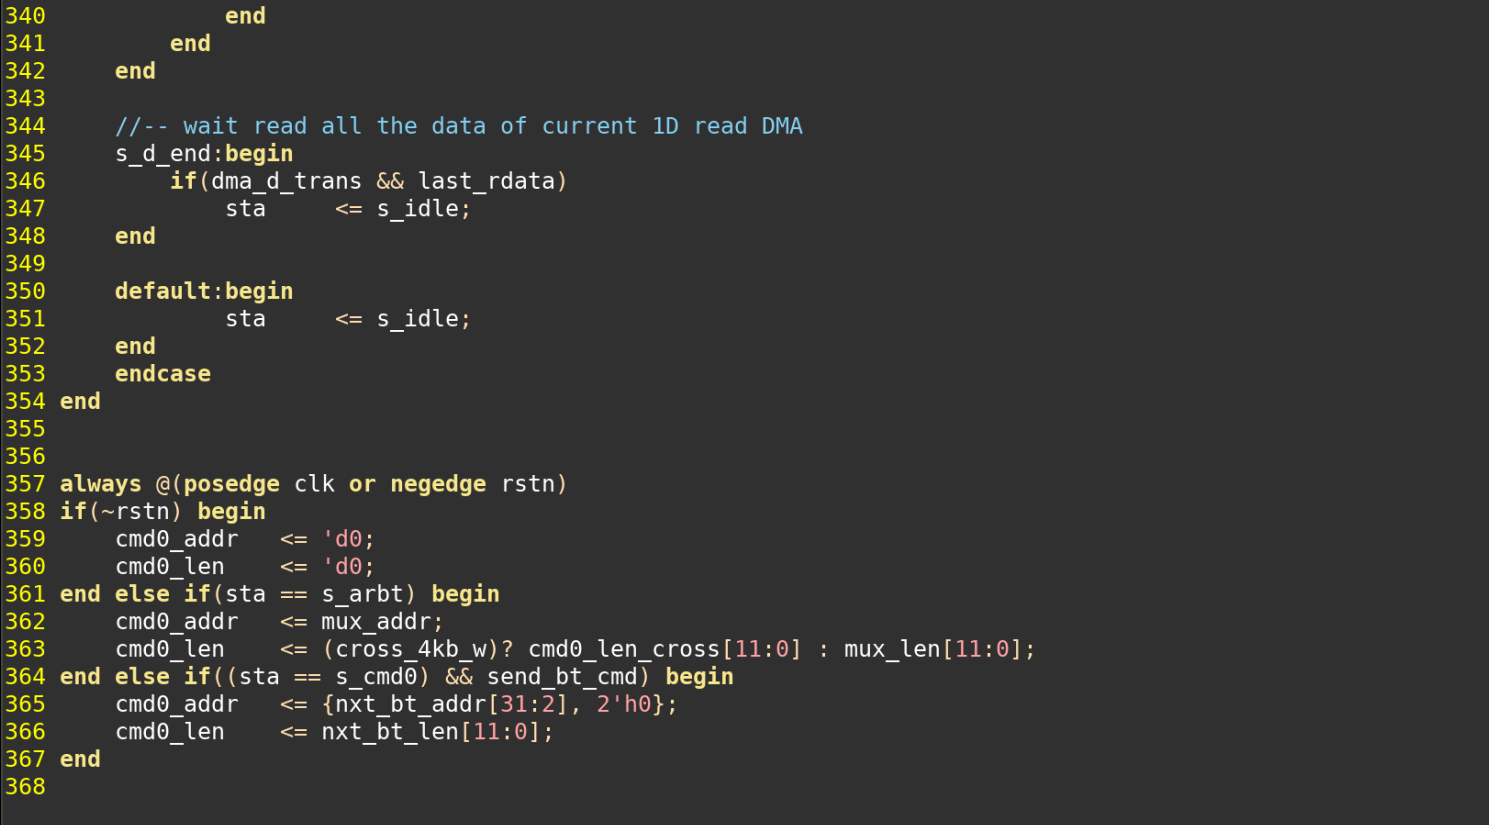 340             end
341         end
342     end
343
344     //-- wait read all the data of current 1D read DMA
345     s_d_end:begin
346         if(dma_d_trans && last_rdata)
347             sta     <= s_idle;
348     end
349
350     default:begin
351             sta     <= s_idle;
352     end
353     endcase
354 end
355
356
357 always @(posedge clk or negedge rstn)
358 if(~rstn) begin
359     cmd0_addr   <= 'd0;
360     cmd0_len    <= 'd0;
361 end else if(sta == s_arbt) begin
362     cmd0_addr   <= mux_addr;
363     cmd0_len    <= (cross_4kb_w)? cmd0_len_cross[11:0] : mux_len[11:0];
364 end else if((sta == s_cmd0) && send_bt_cmd) begin
365     cmd0_addr   <= {nxt_bt_addr[31:2], 2'h0};
366     cmd0_len    <= nxt_bt_len[11:0];
367 end
368